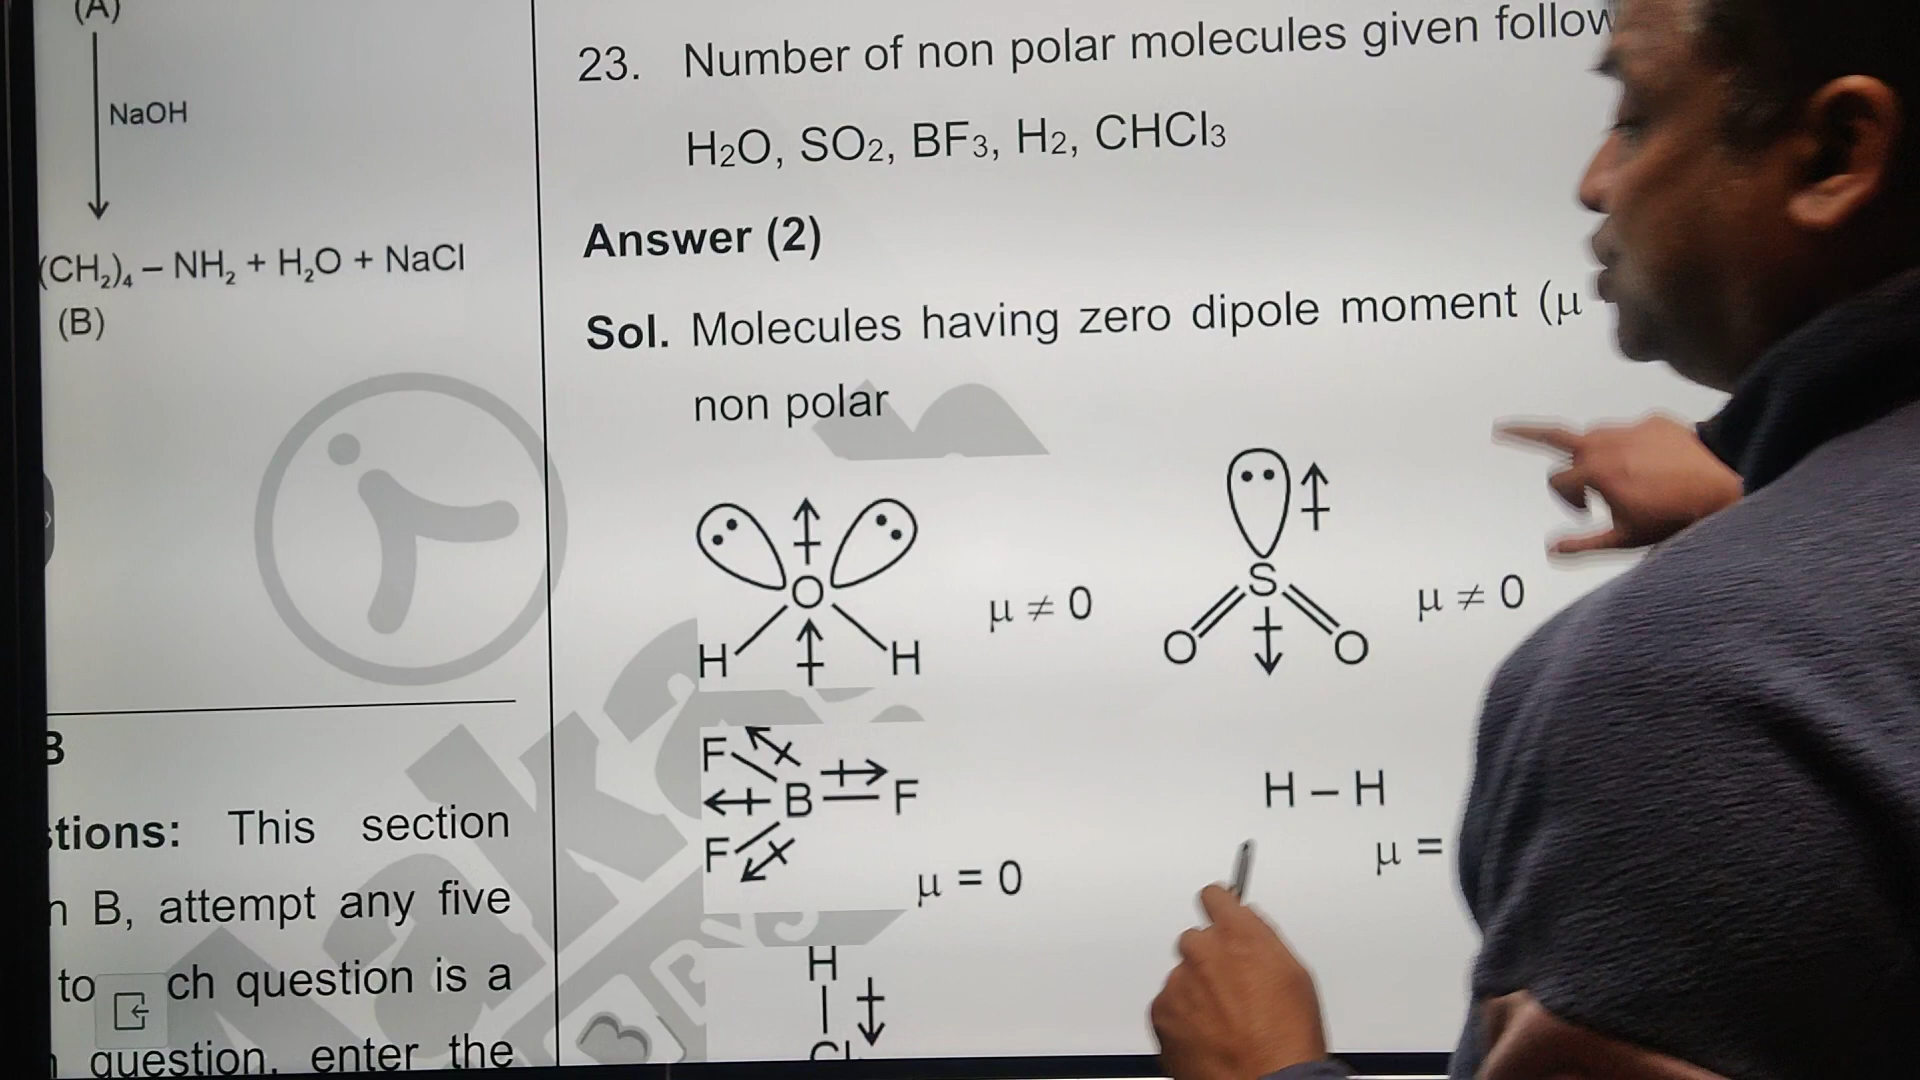 (A)
NaOH
(CH₂)₄ – NH₂ + H₂O + NaCl
(B)
B
tions: This section
n B, attempt any five
to ch question is a
question, enter the
23. Number of non polar molecules given follow
H2O, SO2, BF3, H2, CHCl3
Answer (2)
Sol. Molecules having zero dipole moment (μ
non polar
O
H H
μ ≠ 0
S
O O
μ ≠ 0
F
B F
F
μ = 0
H – H
μ =
H
Cl